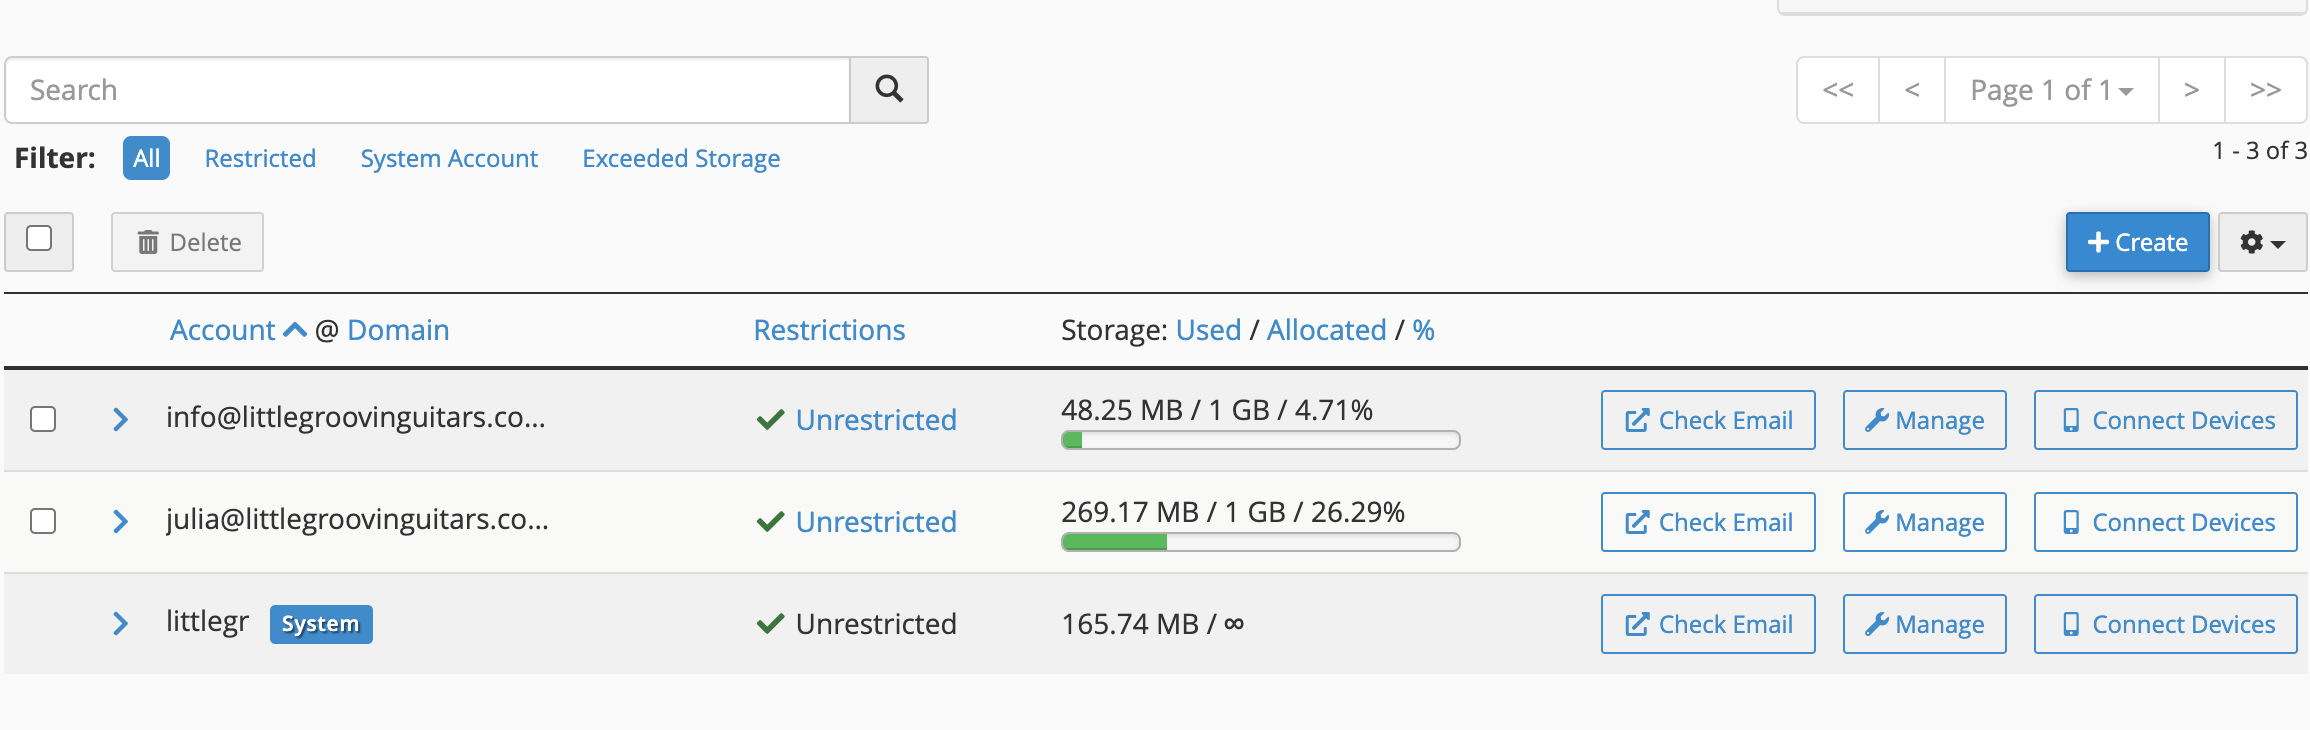 Search
<< < Page 1 of 1 > >>
Filter: All Restricted System Account Exceeded Storage
1 - 3 of 3
Delete
+ Create
Account @ Domain Restrictions Storage: Used / Allocated / %
info@littlegroovinguitars.co... Unrestricted 48.25 MB / 1 GB / 4.71% Check Email Manage Connect Devices
julia@littlegroovinguitars.co... Unrestricted 269.17 MB / 1 GB / 26.29% Check Email Manage Connect Devices
littlegr System Unrestricted 165.74 MB / ∞ Check Email Manage Connect Devices